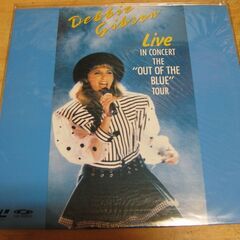 Debbie
Gibson
Live
IN CONCERT
THE
"OUT OF THE
BLUE"
TOUR